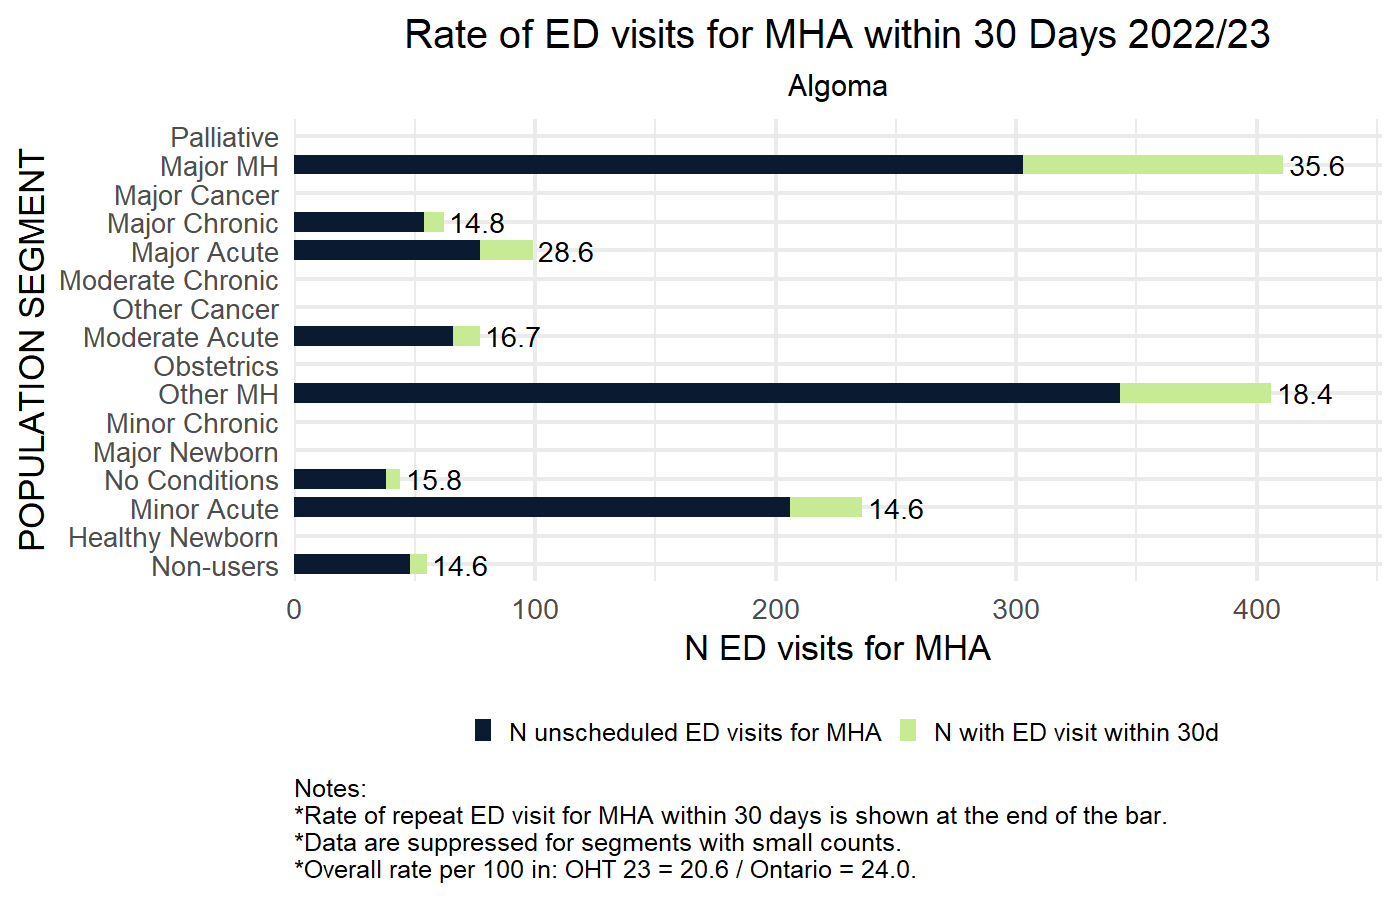 Rate of ED visits for MHA within 30 Days 2022/23
Algoma
POPULATION SEGMENT
Palliative
Major MH 35.6
Major Cancer
Major Chronic 14.8
Major Acute 28.6
Moderate Chronic
Other Cancer
Moderate Acute 16.7
Obstetrics
Other MH 18.4
Minor Chronic
Major Newborn
No Conditions 15.8
Minor Acute 14.6
Healthy Newborn
Non-users 14.6
0 100 200 300 400
N ED visits for MHA
N unscheduled ED visits for MHA N with ED visit within 30d
Notes:
*Rate of repeat ED visit for MHA within 30 days is shown at the end of the bar.
*Data are suppressed for segments with small counts.
*Overall rate per 100 in: OHT 23 = 20.6 / Ontario = 24.0.